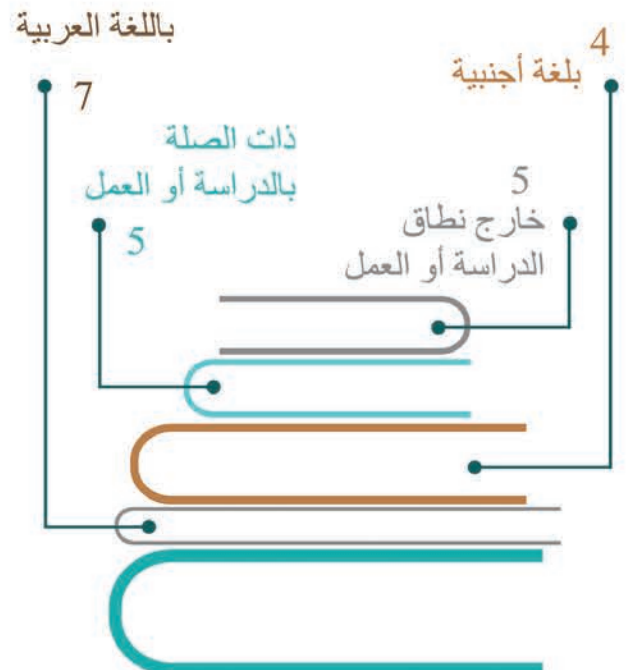 باللغة العربية
7
4
بلغة أجنبية
ذات الصلة
بالدراسة أو العمل
5
5
خارج نطاق
الدراسة أو العمل